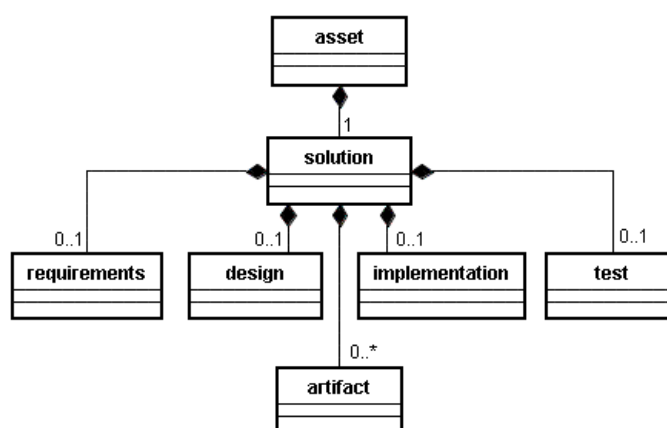 asset
1
solution
0..1
0..1
0..1
0..1
requirements
design
implementation
test
0..*
artifact